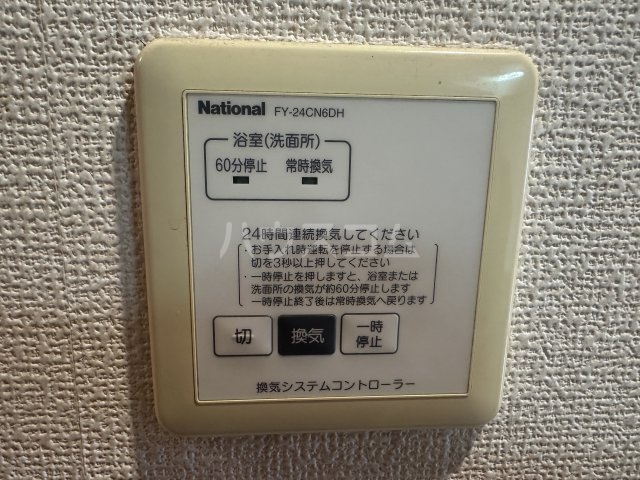 National FY-24CN6DH
浴室(洗面所)
60分停止 常時換気
24時間連続換気してください
・お手入れ時運転を停止する場合は
切を3秒以上押してください
・一時停止を押しますと、浴室または
洗面所の換気が約60分停止します
一時停止終了後は常時換気へ戻ります
切 換気 一時
停止
換気システムコントローラー